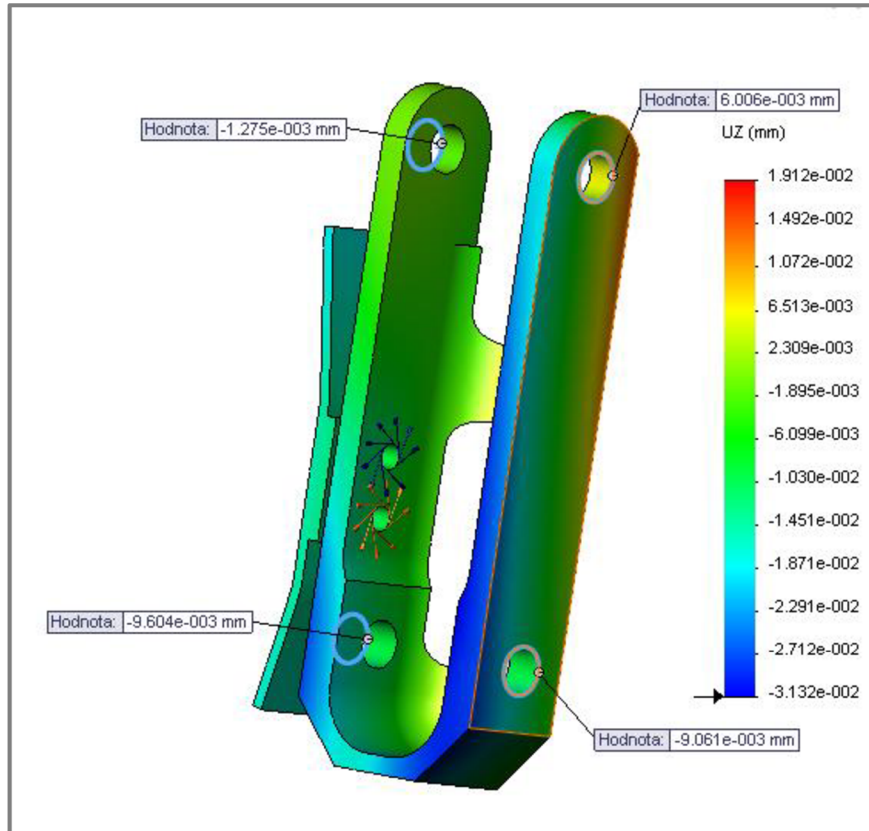 Hodnota: -1.275e-003 mm
Hodnota: 6.006e-003 mm
UZ (mm)
1.912e-002
1.492e-002
1.072e-002
6.513e-003
2.309e-003
-1.895e-003
-6.099e-003
-1.030e-002
-1.451e-002
-1.871e-002
-2.291e-002
-2.712e-002
-3.132e-002
Hodnota: -9.604e-003 mm
Hodnota: -9.061e-003 mm